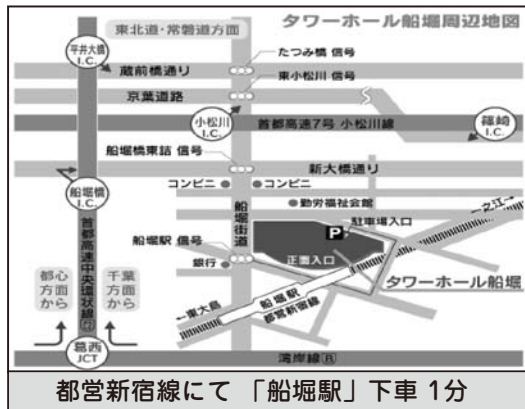 タワーホール船堀周辺地図
東北道・常磐道方面
平井大橋
I.C.
たつみ橋 信号
蔵前橋通り
東小松川 信号
京葉道路
小松川
I.C.
首都高速7号 小松川線
篠崎
I.C.
船堀橋東詰 信号
新大橋通り
コンビニ
コンビニ
船堀橋
I.C.
勤労福祉会館
船堀街道
駐車場入口
一之江→
P
船堀駅 信号
正面入口
首都高速中央環状線
銀行
タワーホール船堀
都心
方面
から
千葉
方面
から
←東大島
船堀駅
都営新宿線
葛西
JCT
湾岸線B
都営新宿線にて 「船堀駅」下車 1分